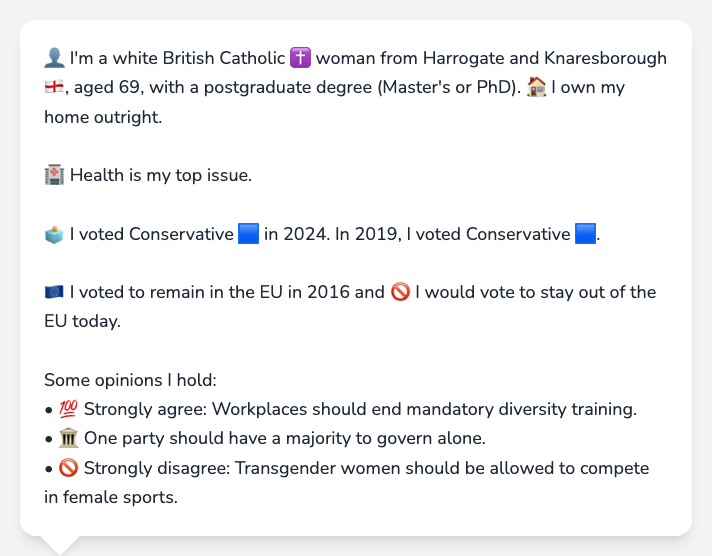 👤 I'm a white British Catholic ✝️ woman from Harrogate and Knaresborough
🏴󠁧󠁢󠁥󠁮󠁧󠁿, aged 69, with a postgraduate degree (Master's or PhD). 🏠 I own my
home outright.
🏥 Health is my top issue.
🗳️ I voted Conservative 🟦 in 2024. In 2019, I voted Conservative 🟦.
🇪🇺 I voted to remain in the EU in 2016 and 🚫 I would vote to stay out of the
EU today.
Some opinions I hold:
• 💯 Strongly agree: Workplaces should end mandatory diversity training.
• 🏛️ One party should have a majority to govern alone.
• 🚫 Strongly disagree: Transgender women should be allowed to compete
in female sports.